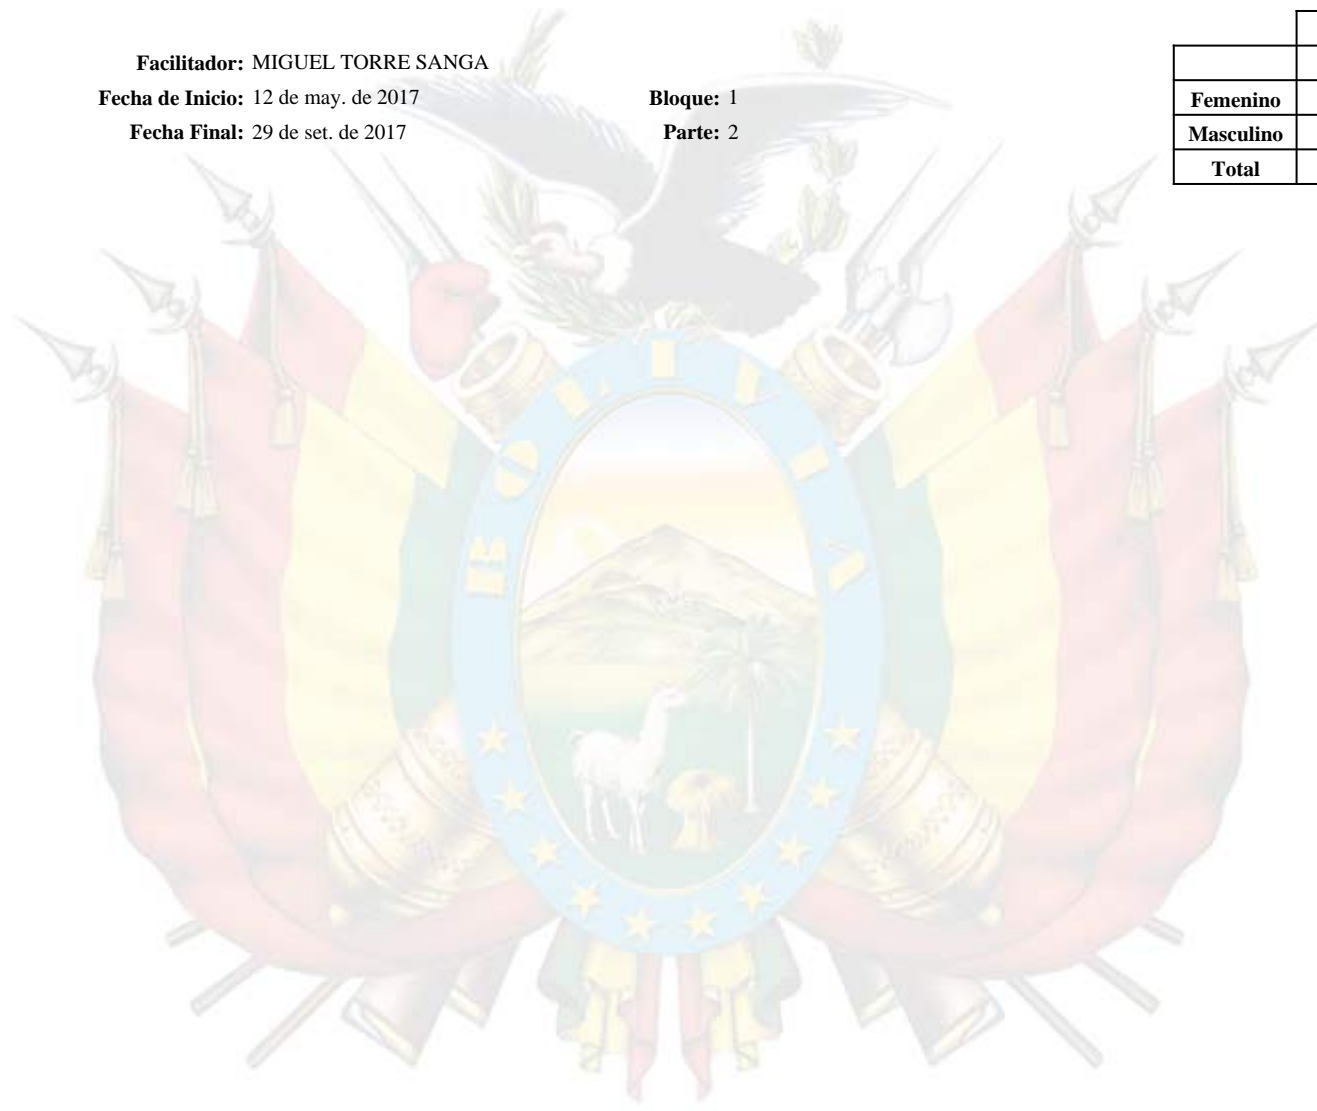 Facilitador: MIGUEL TORRE SANGA
Fecha de Inicio: 12 de may. de 2017 Bloque: 1
Fecha Final: 29 de set. de 2017 Parte: 2
Femenino
Masculino
Total
BOLIVIA